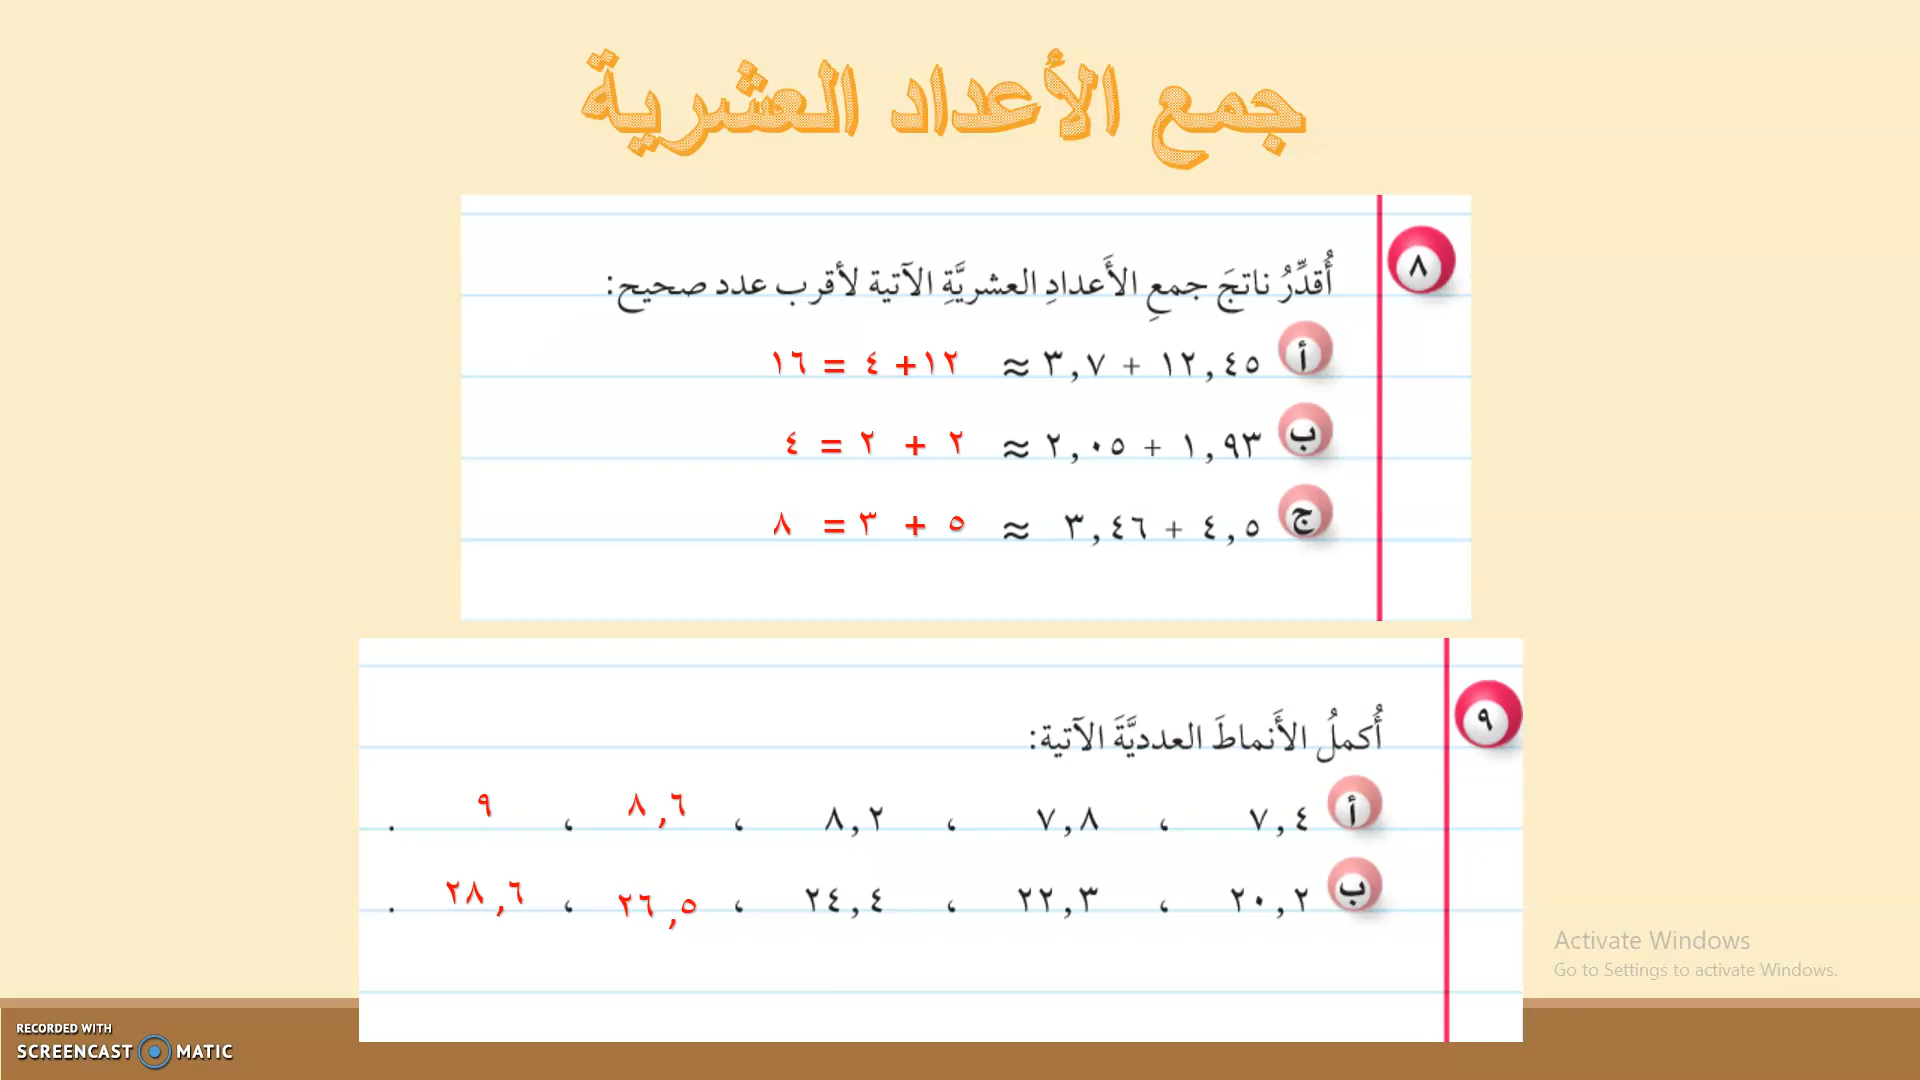 جمع الأعداد العشرية
٨
أُقدِّرُ ناتجَ جمعِ الأَعدادِ العشريَّةِ الآتية لأقرب عدد صحيح:
أ ١٢,٤٥ + ٣,٧ ≈ ١٢+ ٤ = ١٦
ب ١,٩٣ + ٢,٠٥ ≈ ٢ + ٢ = ٤
ج ٤,٥ + ٣,٤٦ ≈ ٥ + ٣ = ٨
٩
أُكملُ الأَنماطَ العدديَّةَ الآتية:
أ ٧,٤ ، ٧,٨ ، ٨,٢ ، ٨,٦ ، ٩ .
ب ٢٠,٢ ، ٢٢,٣ ، ٢٤,٤ ، ٢٦,٥ ، ٢٨,٦ .
Activate Windows
Go to Settings to activate Windows.
RECORDED WITH
SCREENCAST MATIC